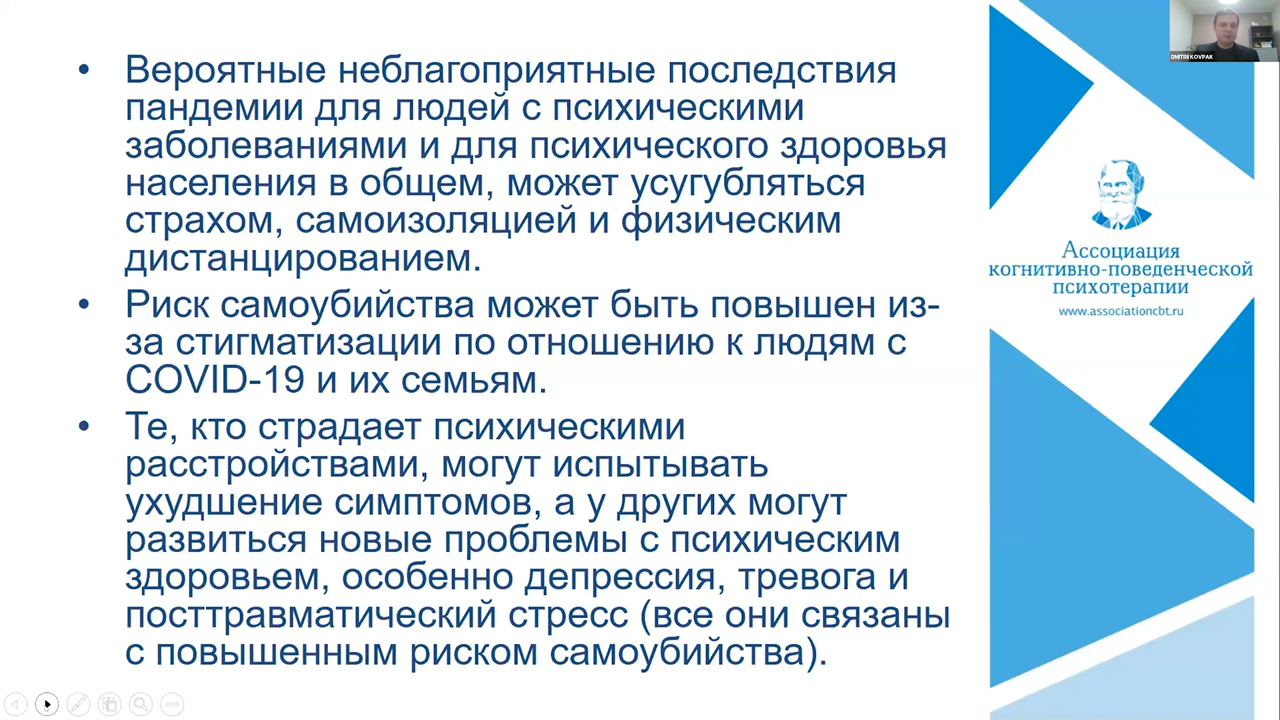 • Вероятные неблагоприятные последствия
пандемии для людей с психическими
заболеваниями и для психического здоровья
населения в общем, может усугубляться
страхом, самоизоляцией и физическим
дистанцированием.
• Риск самоубийства может быть повышен из-
за стигматизации по отношению к людям с
COVID-19 и их семьям.
• Те, кто страдает психическими
расстройствами, могут испытывать
ухудшение симптомов, а у других могут
развиться новые проблемы с психическим
здоровьем, особенно депрессия, тревога и
посттравматический стресс (все они связаны
с повышенным риском самоубийства).
DMITRII KOVPAK
Ассоциация
когнитивно-поведенческой
психотерапии
www.associationcbt.ru